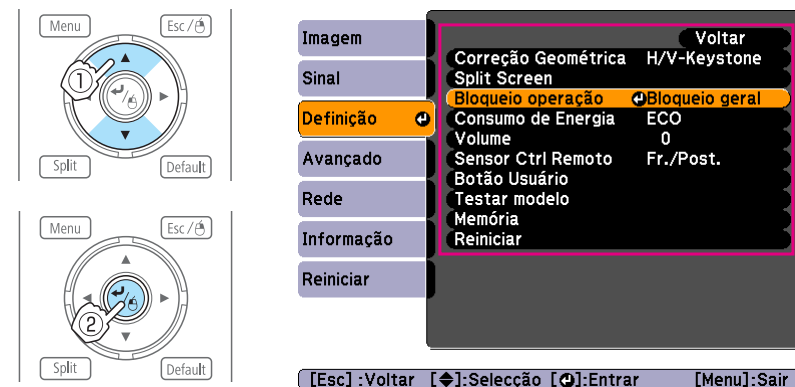 Menu
Esc/
1
Split
Default
Menu
Esc/
2
Split
Default
Imagem
Sinal
Definição
Avançado
Rede
Informação
Reiniciar
Voltar
Correção Geométrica H/V-Keystone
Split Screen
Bloqueio operação Bloqueio geral
Consumo de Energia ECO
Volume 0
Sensor Ctrl Remoto Fr./Post.
Botão Usuário
Testar modelo
Memória
Reiniciar
[Esc] :Voltar [◆]:Selecção [⏎]:Entrar [Menu]:Sair